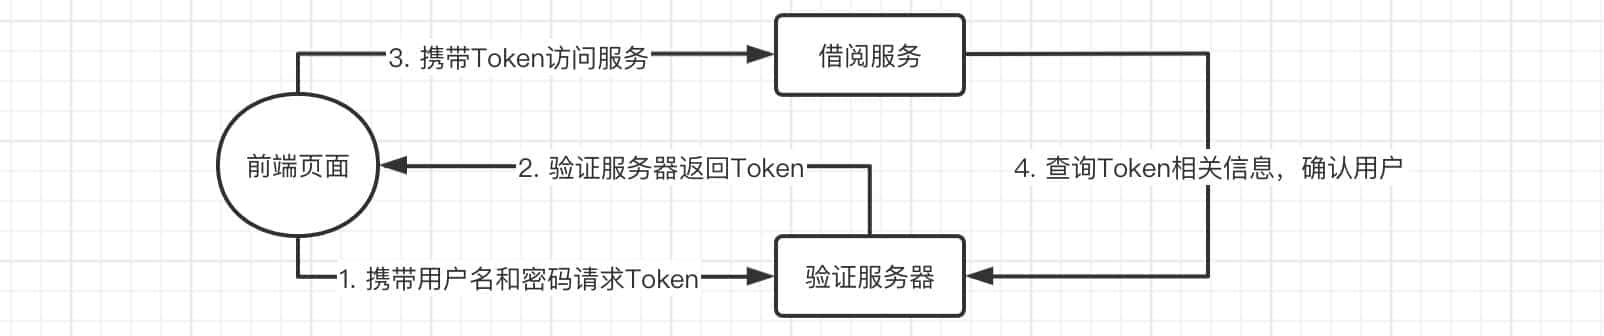 3. 携带Token访问服务
借阅服务
前端页面
2. 验证服务器返回Token
4. 查询Token相关信息，确认用户
1. 携带用户名和密码请求Token
验证服务器